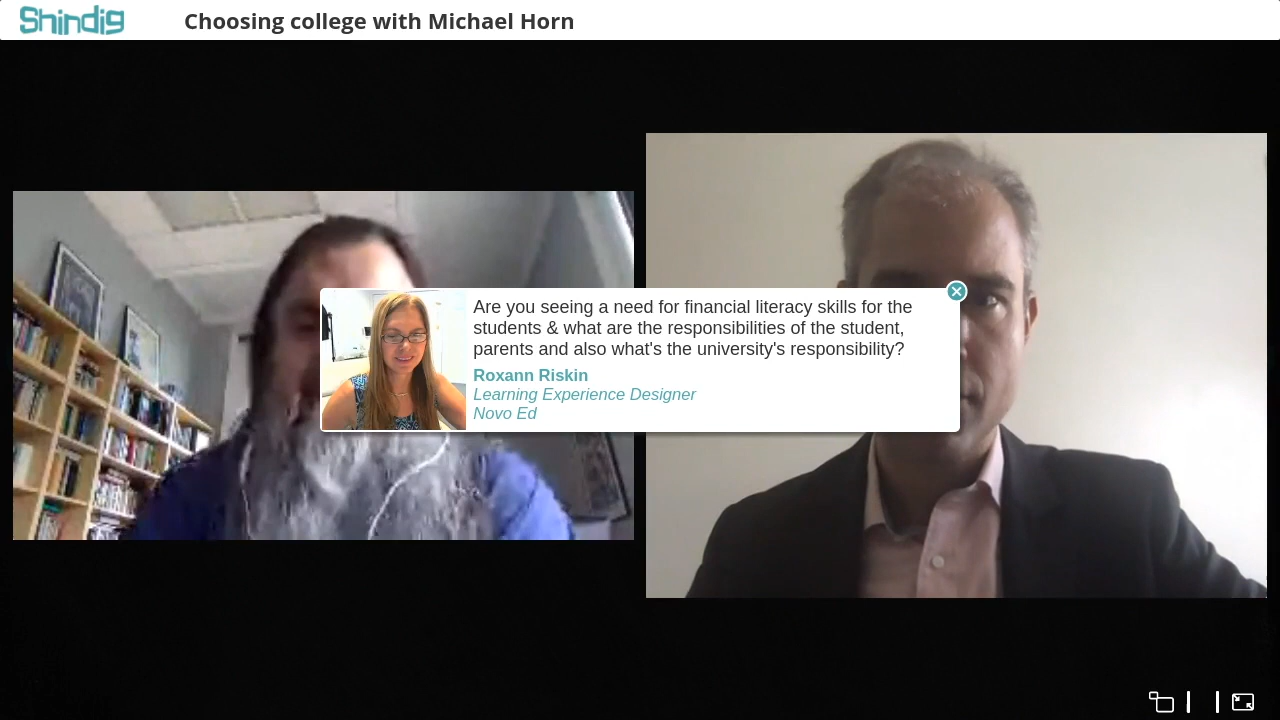 Shindig
Choosing college with Michael Horn
Are you seeing a need for financial literacy skills for the
students & what are the responsibilities of the student,
parents and also what's the university's responsibility?
Roxann Riskin
Learning Experience Designer
Novo Ed